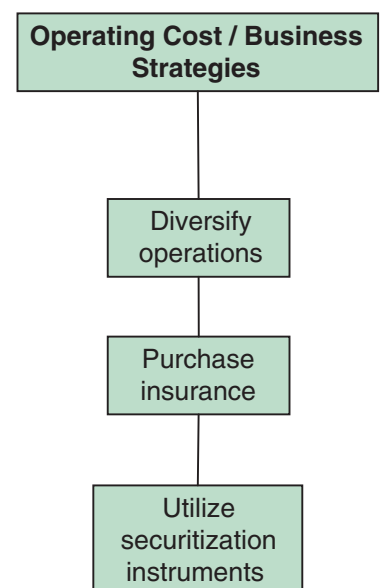 Operating Cost / Business
Strategies
Diversify
operations
Purchase
insurance
Utilize
securitization
instruments